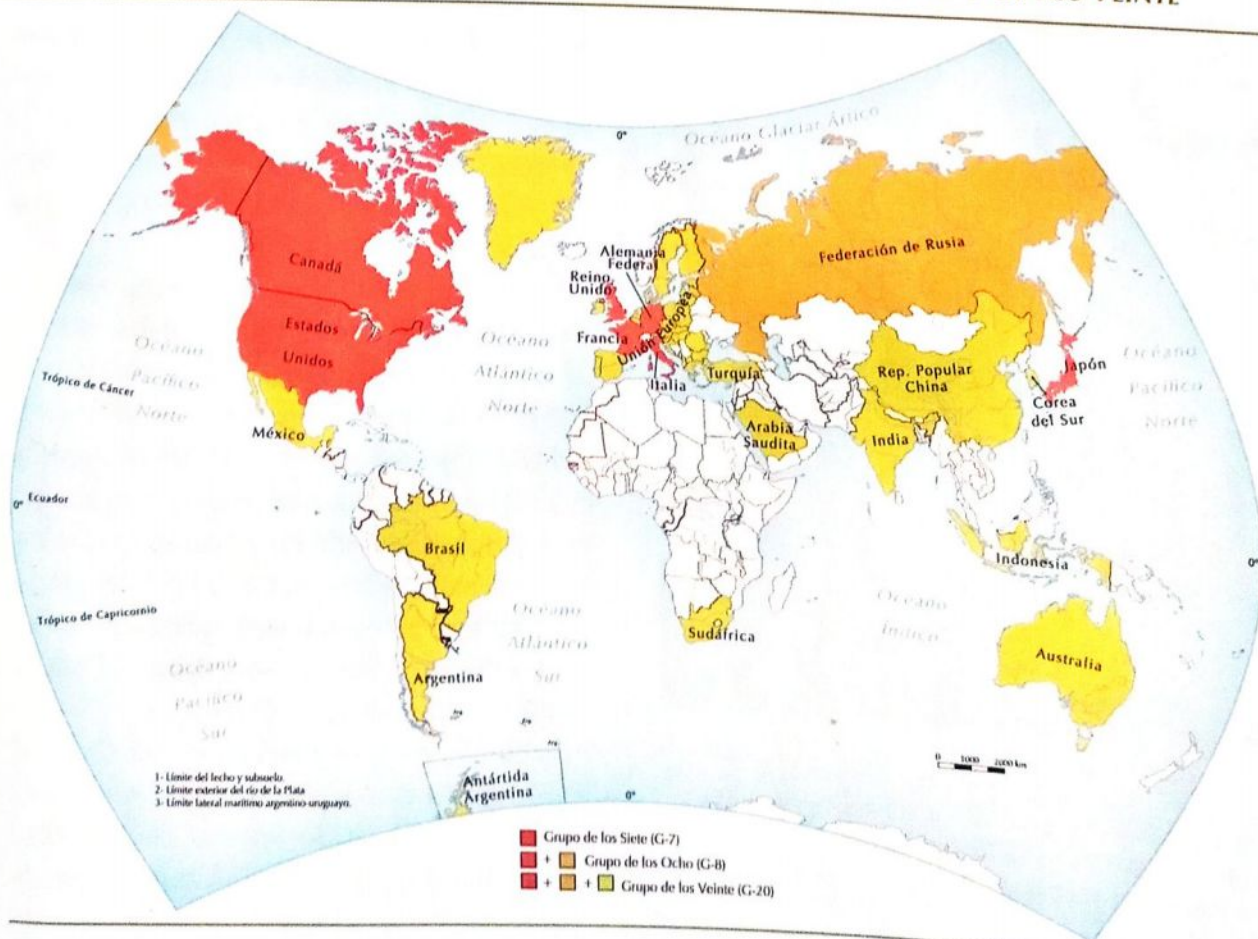 VEINTE
0°
Océano Glaciar Ártico
Canadá
Estados
Unidos
Alemania
Federal
Reino
Unido
Francia
Unión Europea
Italia
Turquía
Federación de Rusia
Rep. Popular
China
Japón
Corea
del Sur
Arabia
Saudita
India
México
Océano
Pacífico
Norte
Océano
Atlántico
Norte
Océano
Pacífico
Norte
Trópico de Cáncer
0° Ecuador
0°
Brasil
Indonesia
Trópico de Capricornio
Océano
Atlántico
Sur
Océano
Índico
Sudáfrica
Australia
Argentina
Océano
Pacífico
Sur
0 1000 2000 km
1- Límite del lecho y subsuelo.
2- Límite exterior del río de la Plata
3- Límite lateral marítimo argentino-uruguayo.
Antártida
Argentina
0°
Grupo de los Siete (G-7)
+ Grupo de los Ocho (G-8)
+ + Grupo de los Veinte (G-20)